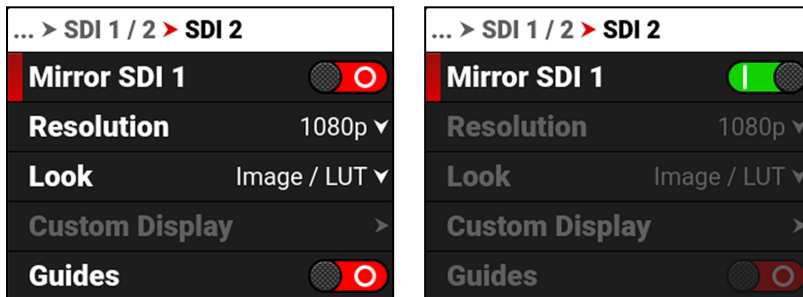 ... > SDI 1 / 2 > SDI 2
Mirror SDI 1
Resolution 1080p
Look Image / LUT
Custom Display >
Guides
... > SDI 1 / 2 > SDI 2
Mirror SDI 1
Resolution 1080p
Look Image / LUT
Custom Display >
Guides